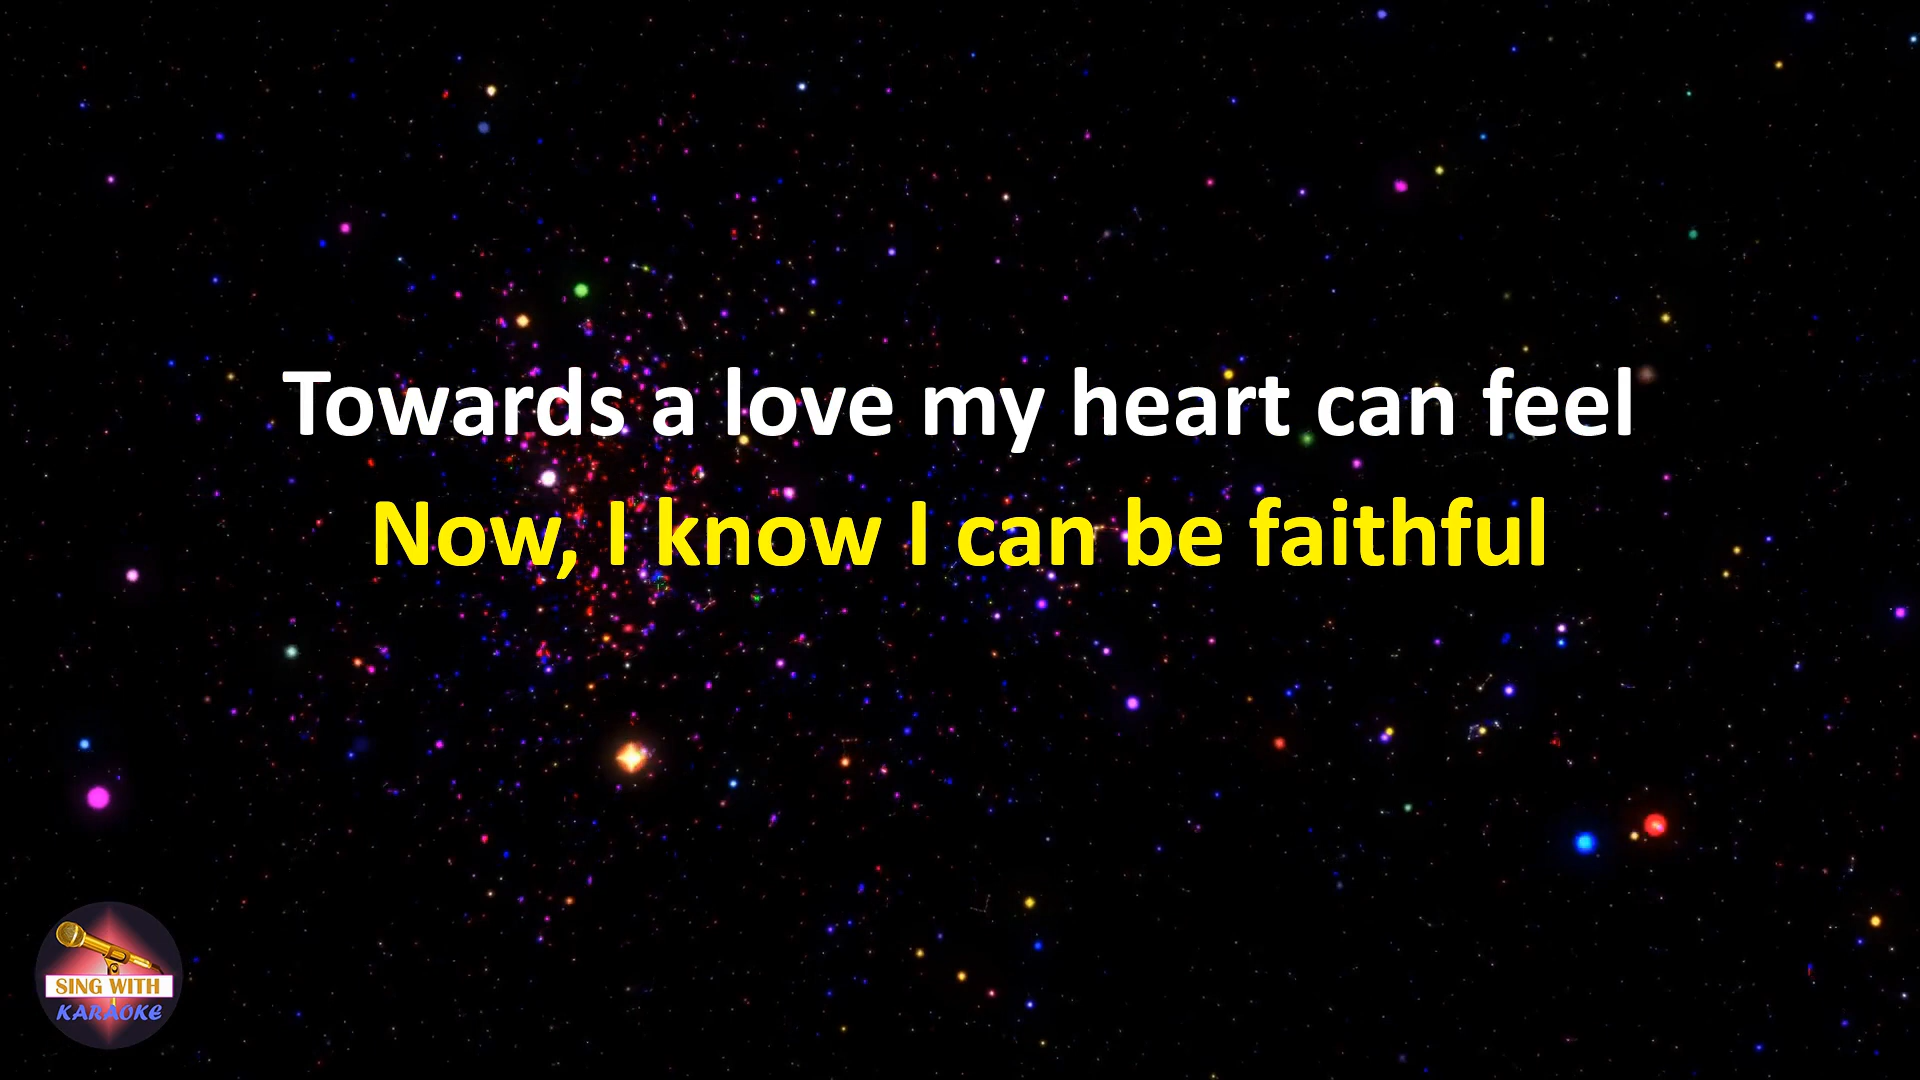 Towards a love my heart can feel
Now, I know I can be faithful
SING WITH
KARAOKE